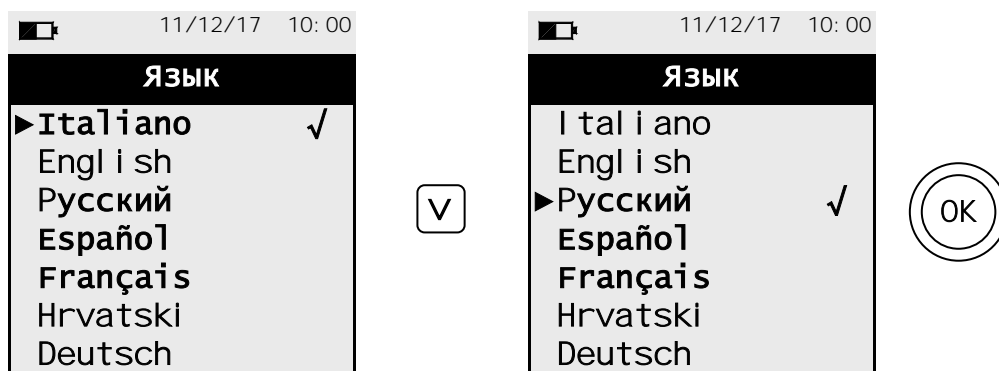 11/12/17 10:00
Язык
▶Italiano √
English
Русский
Español
Français
Hrvatski
Deutsch
V
11/12/17 10:00
Язык
Italiano
English
▶Русский √
Español
Français
Hrvatski
Deutsch
OK